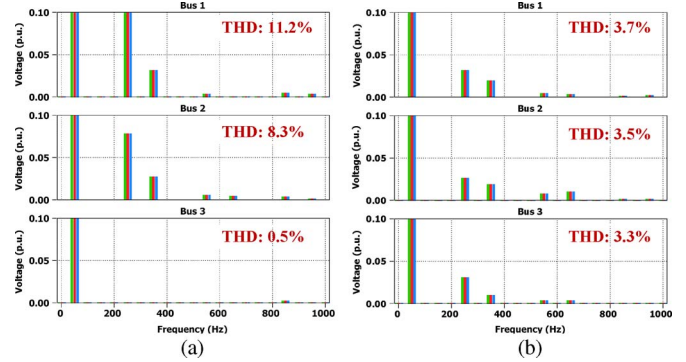 (a)
Bus 1
Voltage (p.u.)
0.10
0.05
0.00
THD: 11.2%
Bus 2
Voltage (p.u.)
0.10
0.05
0.00
THD: 8.3%
Bus 3
Voltage (p.u.)
0.10
0.05
0.00
THD: 0.5%
0 200 400 600 800 1000
Frequency (Hz)
(a)
(b)
Bus 1
Voltage (p.u.)
0.10
0.05
0.00
THD: 3.7%
Bus 2
Voltage (p.u.)
0.10
0.05
0.00
THD: 3.5%
Bus 3
Voltage (p.u.)
0.10
0.05
0.00
THD: 3.3%
0 200 400 600 800 1000
Frequency (Hz)
(b)